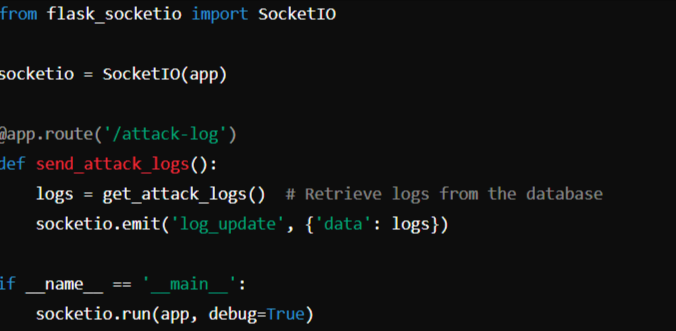 from flask_socketio import SocketIO
socketio = SocketIO(app)
@app.route('/attack-log')
def send_attack_logs():
    logs = get_attack_logs()  # Retrieve logs from the database
    socketio.emit('log_update', {'data': logs})
if __name__ == '__main__':
    socketio.run(app, debug=True)